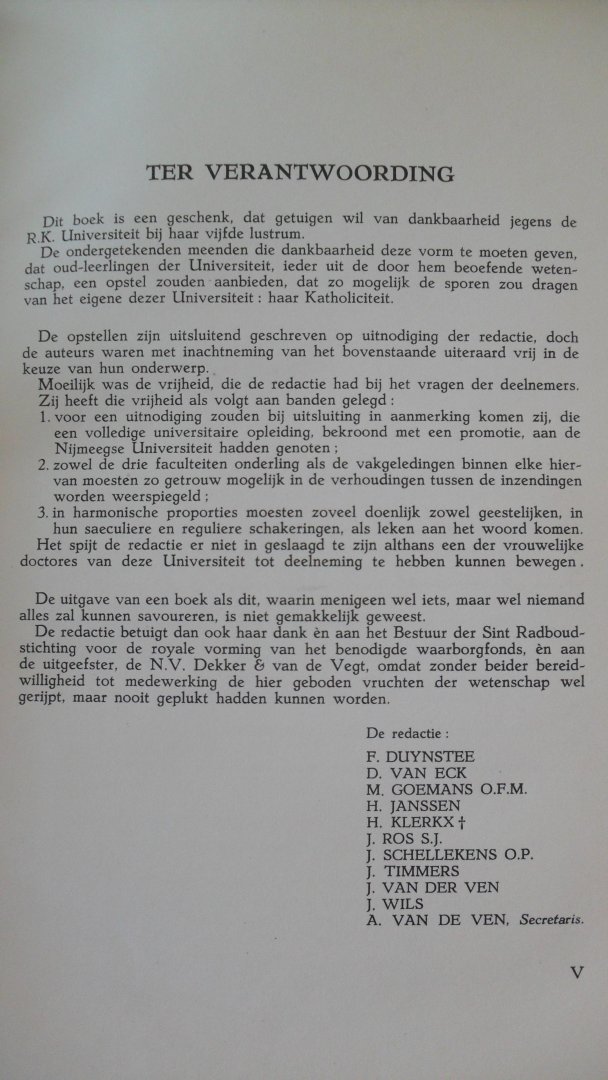 TER VERANTWOORDING
Dit boek is een geschenk, dat getuigen wil van dankbaarheid jegens de
R.K. Universiteit bij haar vijfde lustrum.
De ondergetekenden meenden die dankbaarheid deze vorm te moeten geven,
dat oud-leerlingen der Universiteit, ieder uit de door hem beoefende weten-
schap, een opstel zouden aanbieden, dat zo mogelijk de sporen zou dragen
van het eigene dezer Universiteit : haar Katholiciteit.
De opstellen zijn uitsluitend geschreven op uitnodiging der redactie, doch
de auteurs waren met inachtneming van het bovenstaande uiteraard vrij in de
keuze van hun onderwerp.
Moeilijk was de vrijheid, die de redactie had bij het vragen der deelnemers.
Zij heeft die vrijheid als volgt aan banden gelegd :
1. voor een uitnodiging zouden bij uitsluiting in aanmerking komen zij, die
een volledige universitaire opleiding, bekroond met een promotie, aan de
Nijmeegse Universiteit hadden genoten ;
2. zowel de drie faculteiten onderling als de vakgeledingen binnen elke hier-
van moesten zo getrouw mogelijk in de verhoudingen tussen de inzendingen
worden weerspiegeld ;
3. in harmonische proporties moesten zoveel doenlijk zowel geestelijken, in
hun saeculiere en reguliere schakeringen, als leken aan het woord komen.
Het spijt de redactie er niet in geslaagd te zijn althans een der vrouwelijke
doctores van deze Universiteit tot deelneming te hebben kunnen bewegen .
De uitgave van een boek als dit, waarin menigeen wel iets, maar wel niemand
alles zal kunnen savoureren, is niet gemakkelijk geweest.
De redactie betuigt dan ook haar dank èn aan het Bestuur der Sint Radboud-
stichting voor de royale vorming van het benodigde waarborgfonds, èn aan
de uitgeefster, de N.V. Dekker & van de Vegt, omdat zonder beider bereid-
willigheid tot medewerking de hier geboden vruchten der wetenschap wel
gerijpt, maar nooit geplukt hadden kunnen worden.
De redactie :
F. DUYNSTEE
D. VAN ECK
M. GOEMANS O.F.M.
H. JANSSEN
H. KLERKX †
J. ROS S.J.
J. SCHELLEKENS O.P.
J. TIMMERS
J. VAN DER VEN
J. WILS
A. VAN DE VEN, Secretaris.
V